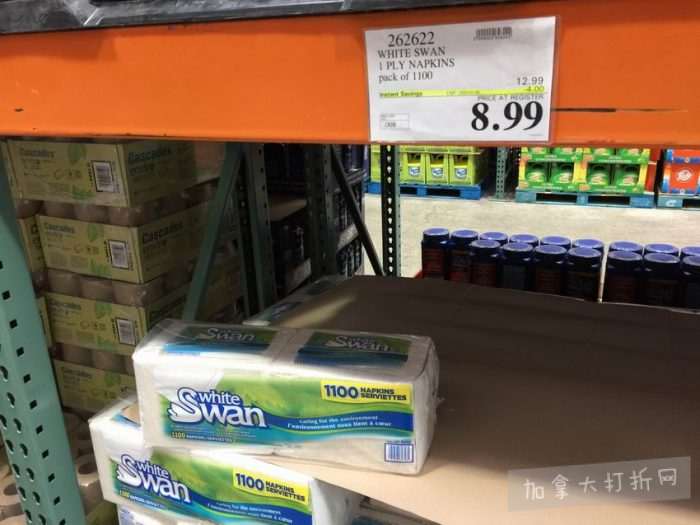 262622
WHITE SWAN
1 PLY NAPKINS
pack of 1100
12.99
Instant Savings
-4.00
PRICE AT REGISTER
8.99
Cascades
Cascades
white
Swan
1100 NAPKINS
SERVIETTES
caring for the environment
l'environnement nous tient à cœur
1100 NAPKINS/SERVIETTES
white
Swan
1100 NAPKINS
SERVIETTES
加拿大打折网